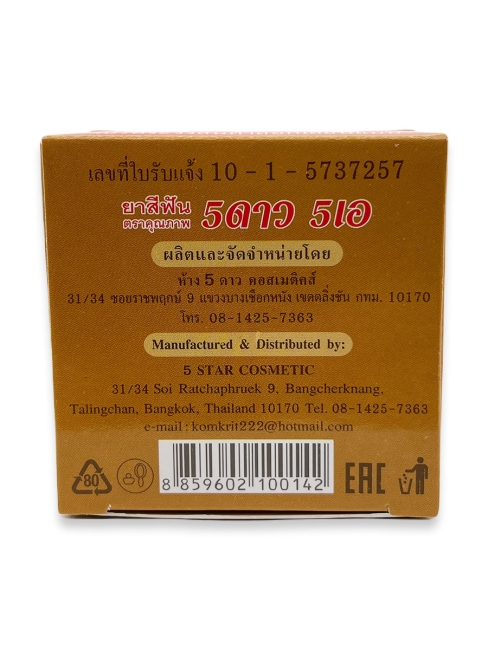 เลขที่ใบรับแจ้ง 10 - 1 - 5737257
ยาสีฟัน
ตราคุณภาพ
5ดาว 5เอ
ผลิตและจัดจำหน่ายโดย
ห้าง 5 ดาว คอสเมติคส์
31/34 ซอยราชพฤกษ์ 9 แขวงบางเชือกหนัง เขตตลิ่งชัน กทม. 10170
โทร. 08-1425-7363
Manufactured & Distributed by:
5 STAR COSMETIC
31/34 Soi Ratchaphruek 9, Bangcherknang,
Talingchan, Bangkok, Thailand 10170 Tel. 08-1425-7363
e-mail : komkrit222@hotmail.com
80
8 859602 100142
EAC